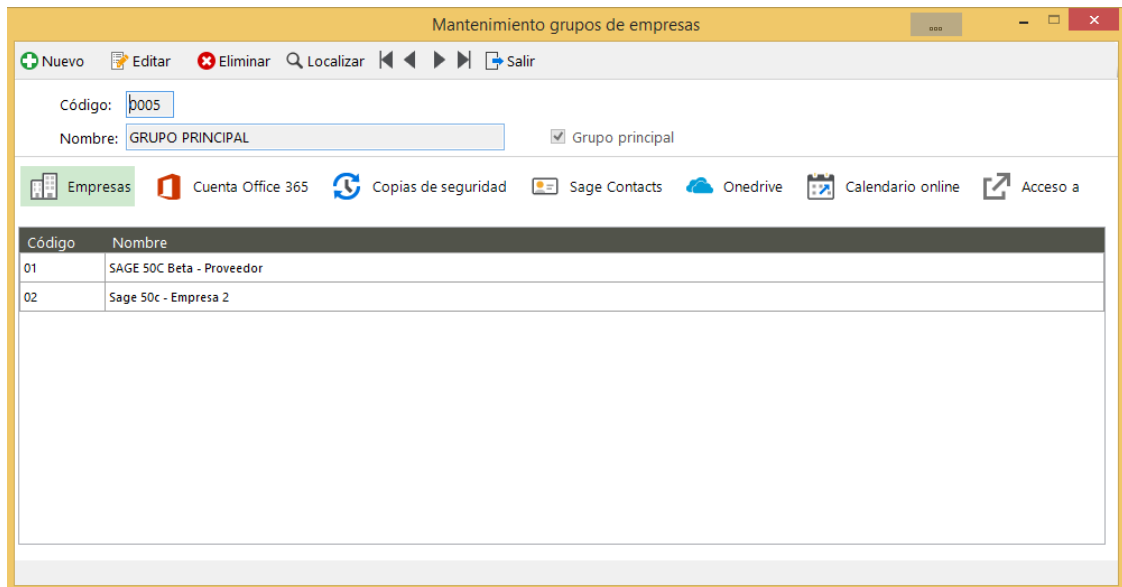 Mantenimiento grupos de empresas
Nuevo Editar Eliminar Localizar Salir
Código: 0005
Nombre: GRUPO PRINCIPAL Grupo principal
Empresas Cuenta Office 365 Copias de seguridad Sage Contacts Onedrive Calendario online Acceso a
Código Nombre
01 SAGE 50C Beta - Proveedor
02 Sage 50c - Empresa 2